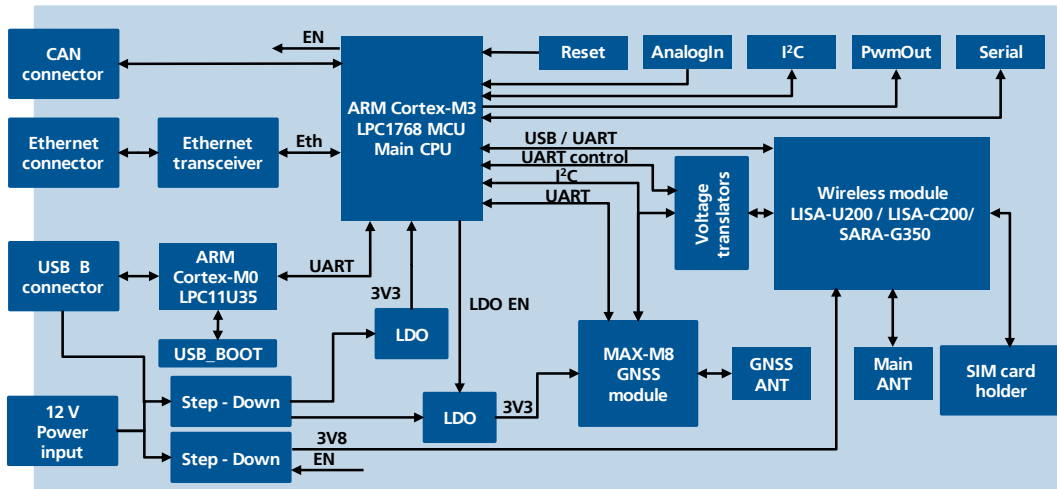 EN
CAN
connector
Reset
AnalogIn
I²C
PwmOut
Serial
ARM Cortex-M3
LPC1768 MCU
Main CPU
Ethernet
connector
Ethernet
transceiver
Eth
USB / UART
UART control
I²C
UART
Voltage
translators
Wireless module
LISA-U200 / LISA-C200/
SARA-G350
USB B
connector
ARM
Cortex-M0
LPC11U35
UART
USB_BOOT
3V3
LDO
LDO EN
MAX-M8
GNSS
module
GNSS
ANT
Main
ANT
SIM card
holder
12 V
Power
input
Step - Down
LDO
3V3
Step - Down
3V8
EN